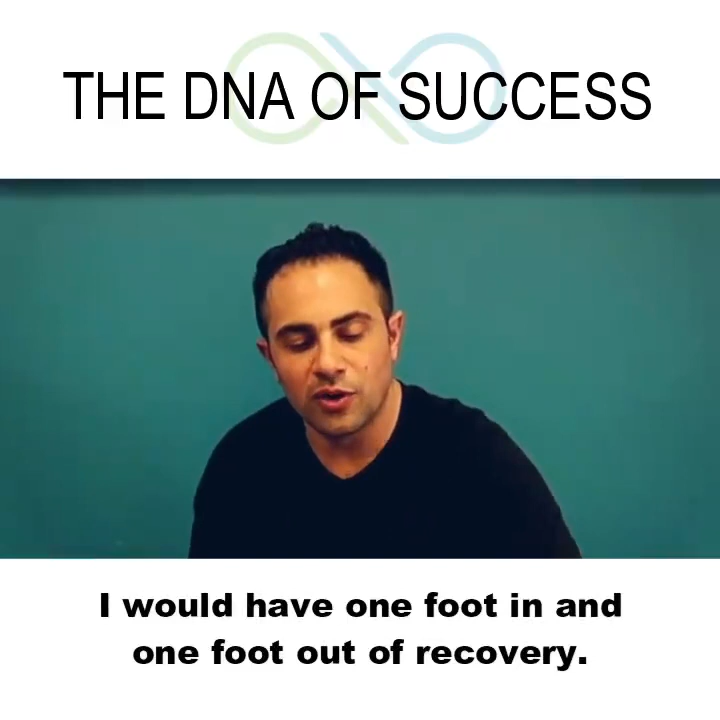 THE DNA OF SUCCESS
I would have one foot in and
one foot out of recovery.